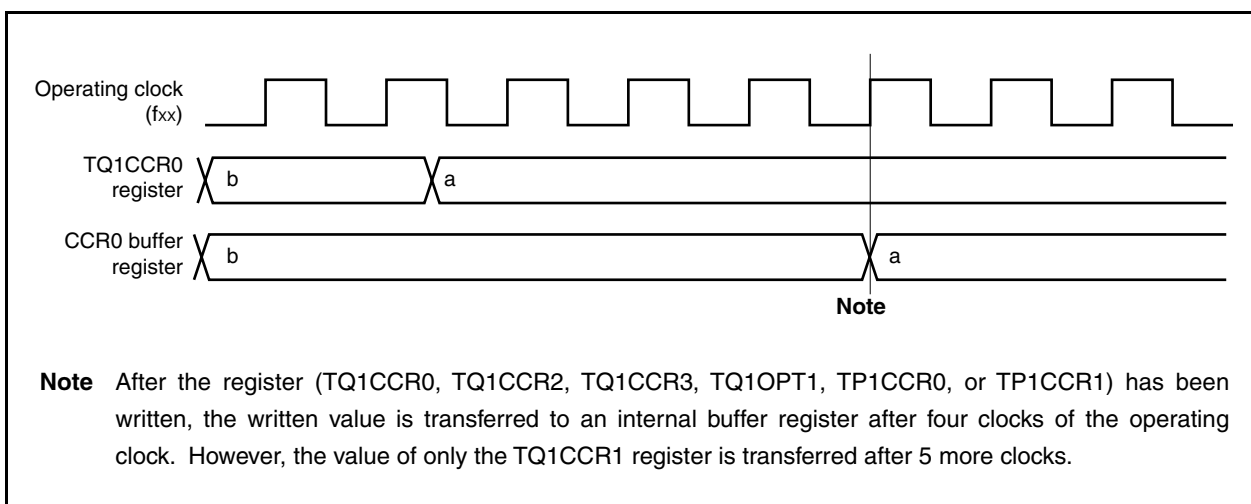 Operating clock
(fxx)
TQ1CCR0
register
b
a
CCR0 buffer
register
b
a
Note
Note After the register (TQ1CCR0, TQ1CCR2, TQ1CCR3, TQ1OPT1, TP1CCR0, or TP1CCR1) has been
written, the written value is transferred to an internal buffer register after four clocks of the operating
clock. However, the value of only the TQ1CCR1 register is transferred after 5 more clocks.